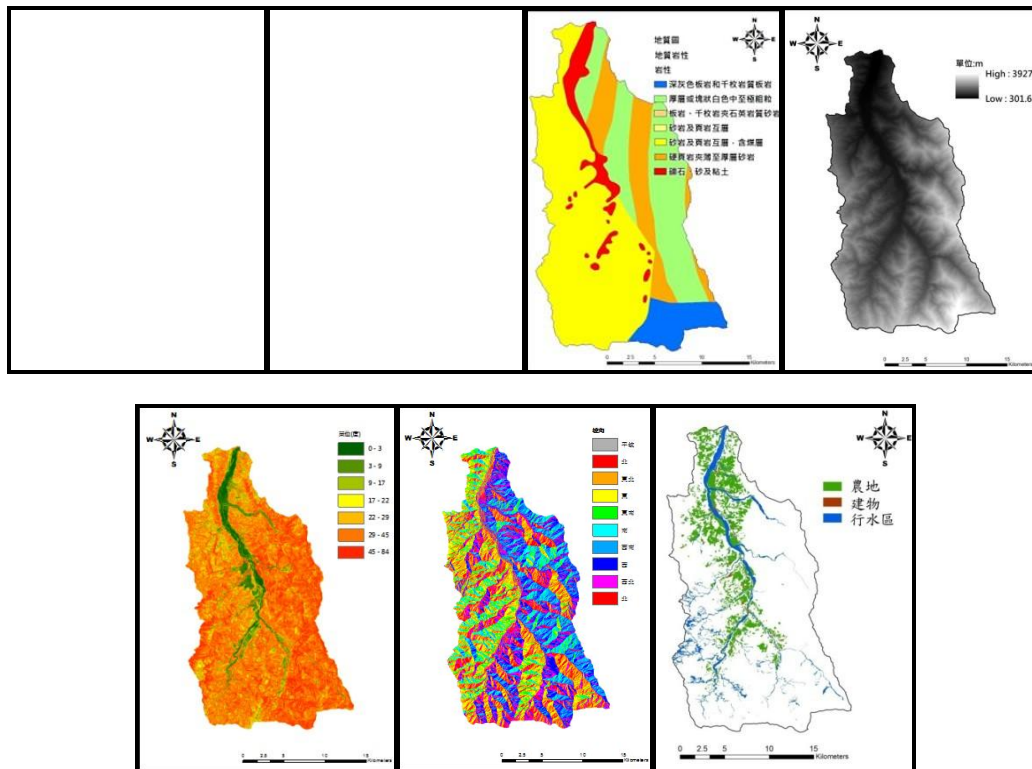 地質圖
地質岩性
岩性
深灰色板岩和千枚岩質板岩
厚層或塊狀白色中至極粗粒
板岩、千枚岩夾石英岩質砂岩
砂岩及頁岩互層
砂岩及頁岩互層，含煤層
硬頁岩夾薄至厚層砂岩
礫石、砂及粘土
N
W E
S
0 2.5 5 10 15
Kilometers
N
W E
S
單位:m
High : 3927
Low : 301.6
0 2.5 5 10 15
Kilometers
N
W E
S
0 - 3
3 - 9
9 - 17
17 - 22
22 - 29
29 - 45
45 - 84
0 2.5 5 10 15
Kilometers
N
W E
S
坡向
平坡
北
東北
東
東南
南
西南
西
西北
北
0 2.5 5 10 15
Kilometers
N
W E
S
農地
建物
行水區
0 2.5 5 10 15
Kilometers